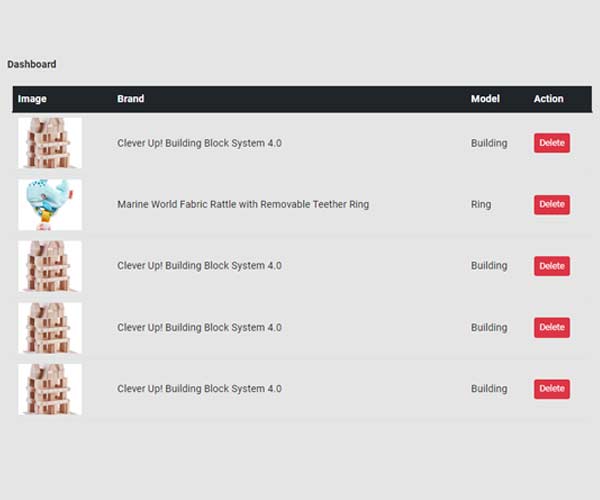 Dashboard
Image Brand Model Action
Clever Up! Building Block System 4.0 Building Delete
Marine World Fabric Rattle with Removable Teether Ring Ring Delete
Clever Up! Building Block System 4.0 Building Delete
Clever Up! Building Block System 4.0 Building Delete
Clever Up! Building Block System 4.0 Building Delete